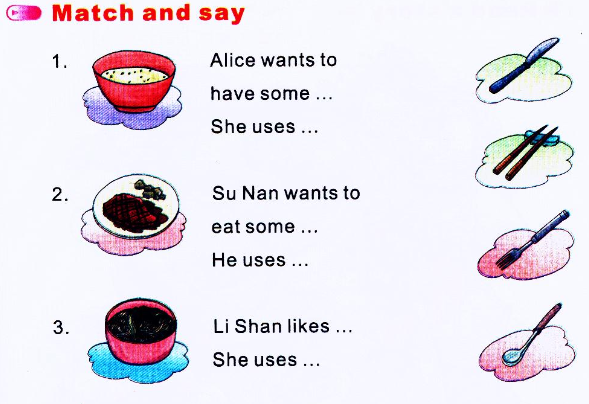 Match and say
1.
Alice wants to
have some ...
She uses ...
2.
Su Nan wants to
eat some ...
He uses ...
3.
Li Shan likes ...
She uses ...